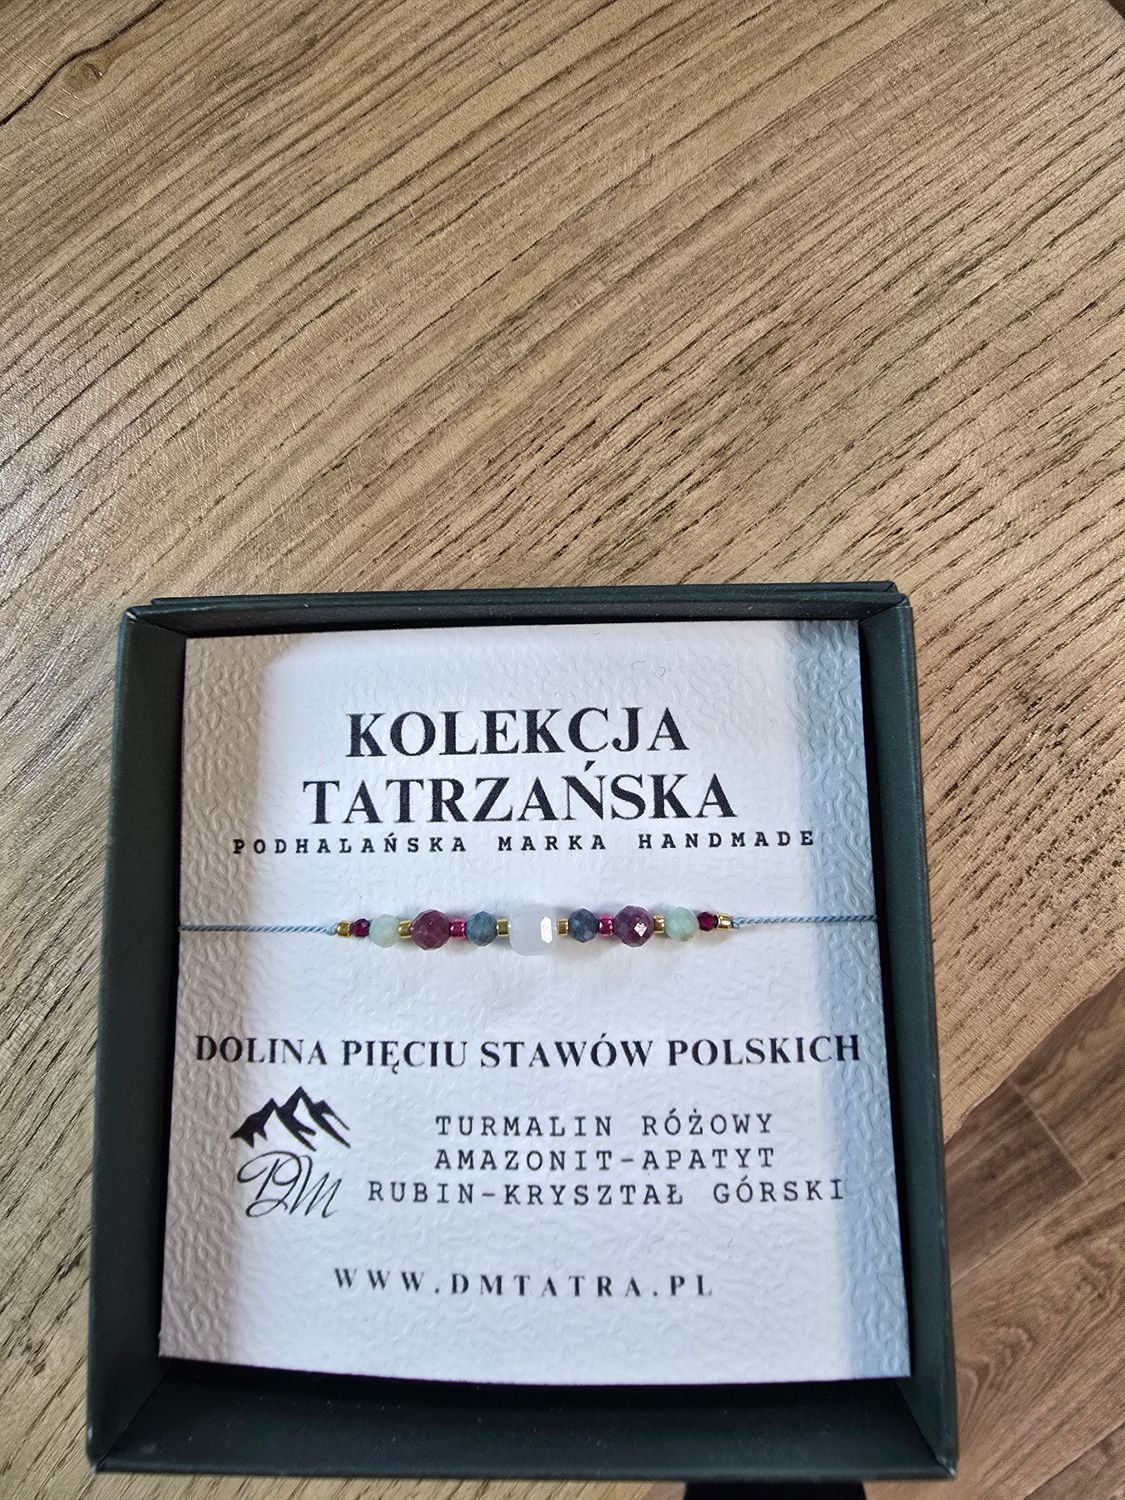 KOLEKCJA
TATRZAŃSKA
PODHALAŃSKA MARKA HANDMADE
DOLINA PIĘCIU STAWÓW POLSKICH
DM
TURMALIN RÓŻOWY
AMAZONIT-APATYT
RUBIN-KRYSZTAŁ GÓRSKI
WWW.DMTATRA.PL